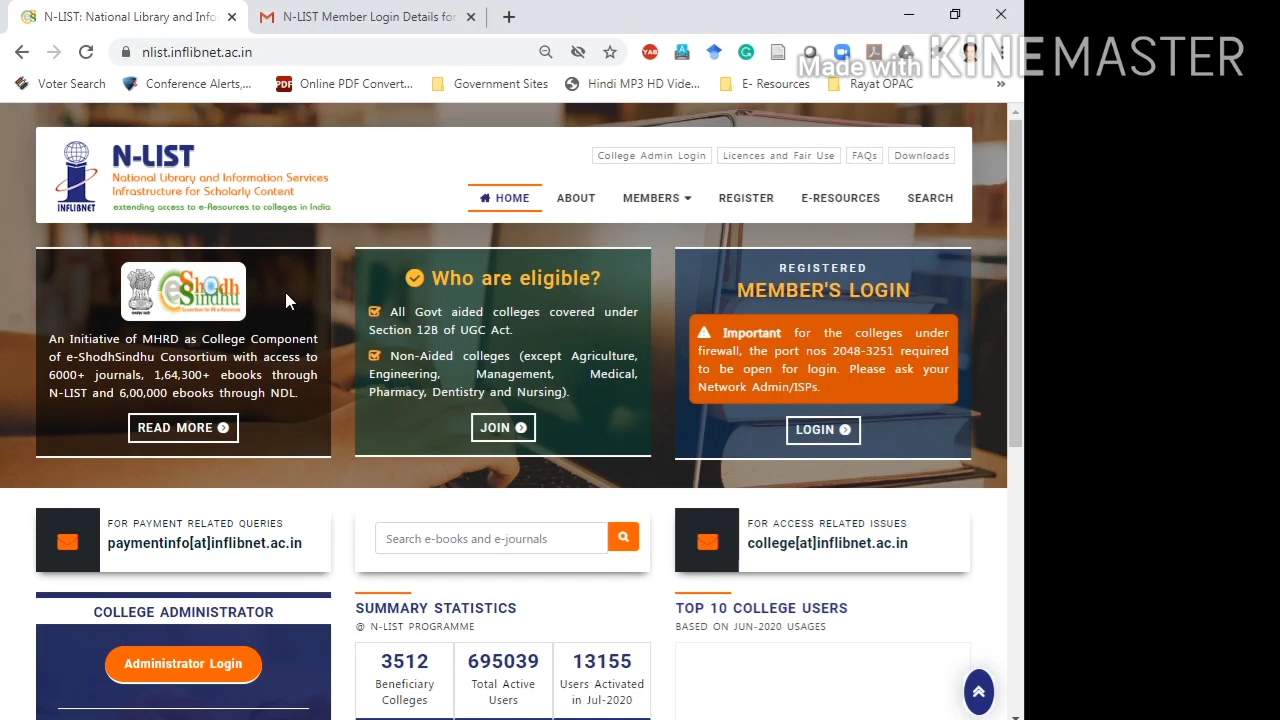 N-LIST: National Library and Info
N-LIST Member Login Details for
nlist.inflibnet.ac.in
Made with KINEMASTER
Voter Search
Conference Alerts,...
Online PDF Convert...
Government Sites
Hindi MP3 HD Vide...
E- Resources
Rayat OPAC
N-LIST
National Library and Information Services
Infrastructure for Scholarly Content
extending access to e-Resources to colleges in India
INFLIBNET
College Admin Login
Licences and Fair Use
FAQs
Downloads
HOME
ABOUT
MEMBERS
REGISTER
E-RESOURCES
SEARCH
eShodh
Sindhu
An Initiative of MHRD as College Component
of e-ShodhSindhu Consortium with access to
6000+ journals, 1,64,300+ ebooks through
N-LIST and 6,00,000 ebooks through NDL.
READ MORE
Who are eligible?
All Govt aided colleges covered under
Section 12B of UGC Act.
Non-Aided colleges (except Agriculture,
Engineering, Management, Medical,
Pharmacy, Dentistry and Nursing).
JOIN
REGISTERED
MEMBER'S LOGIN
Important for the colleges under
firewall, the port nos 2048-3251 required
to be open for login. Please ask your
Network Admin/ISPs.
LOGIN
FOR PAYMENT RELATED QUERIES
paymentinfo[at]inflibnet.ac.in
Search e-books and e-journals
FOR ACCESS RELATED ISSUES
college[at]inflibnet.ac.in
COLLEGE ADMINISTRATOR
Administrator Login
SUMMARY STATISTICS
@ N-LIST PROGRAMME
3512
Beneficiary
Colleges
695039
Total Active
Users
13155
Users Activated
in Jul-2020
TOP 10 COLLEGE USERS
BASED ON JUN-2020 USAGES